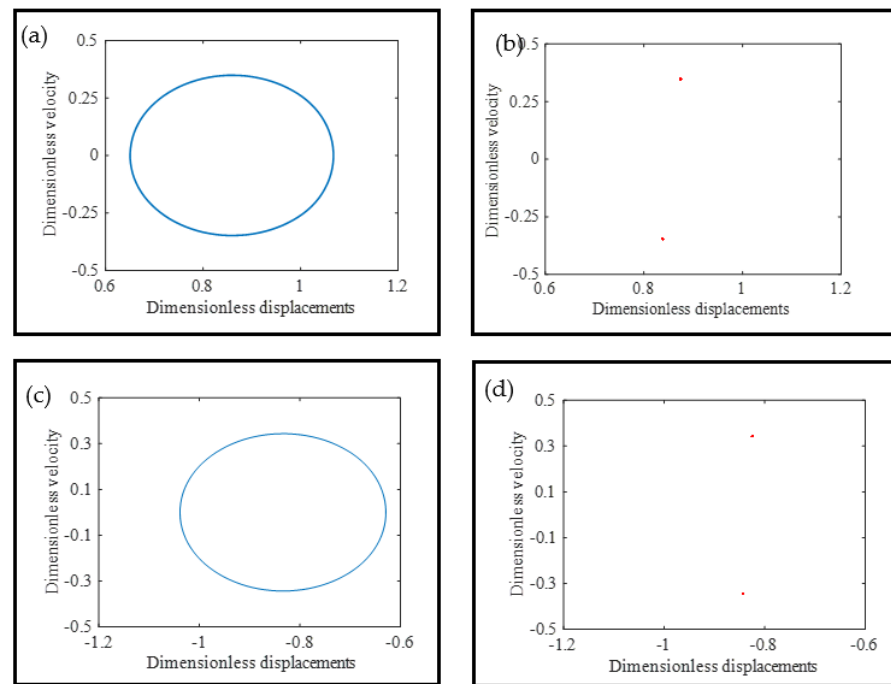 (a)
0.5
0.25
0
-0.25
-0.5
Dimensionless velocity
0.6 0.8 1 1.2
Dimensionless displacements
(b)
0.5
0.25
0
-0.25
-0.5
Dimensionless velocity
0.6 0.8 1 1.2
Dimensionless displacements
(c)
0.5
0.3
0.1
-0.1
-0.3
-0.5
Dimensionless velocity
-1.2 -1 -0.8 -0.6
Dimensionless displacements
(d)
0.5
0.3
0.1
-0.1
-0.3
-0.5
Dimensionless velocity
-1.2 -1 -0.8 -0.6
Dimensionless displacements